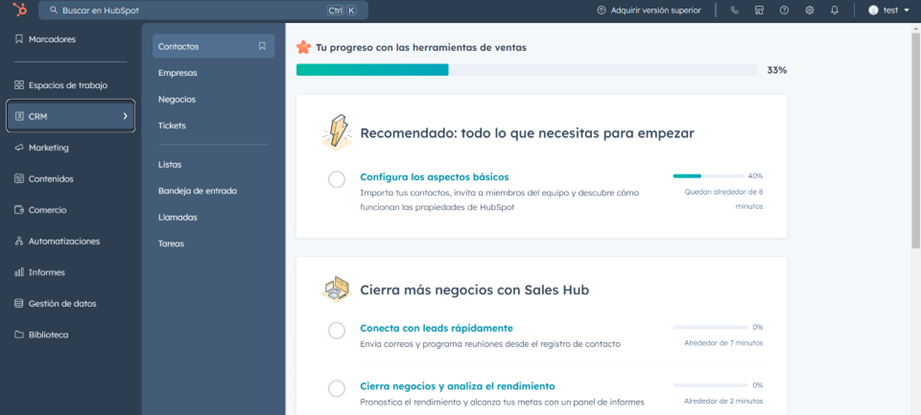 Buscar en HubSpot
Ctrl K
Adquirir versión superior
test
Marcadores
Espacios de trabajo
CRM
Marketing
Contenidos
Comercio
Automatizaciones
Informes
Gestión de datos
Biblioteca
Contactos
Empresas
Negocios
Tickets
Listas
Bandeja de entrada
Llamadas
Tareas
Tu progreso con las herramientas de ventas
33%
Recomendado: todo lo que necesitas para empezar
Configura los aspectos básicos
Importa tus contactos, invita a miembros del equipo y descubre cómo
funcionan las propiedades de HubSpot
40%
Quedan alrededor de 8
minutos
Cierra más negocios con Sales Hub
Conecta con leads rápidamente
Envía correos y programa reuniones desde el registro de contacto
0%
Alrededor de 7 minutos
Cierra negocios y analiza el rendimiento
Pronostica el rendimiento y alcanza tus metas con un panel de informes
0%
Alrededor de 2 minutos